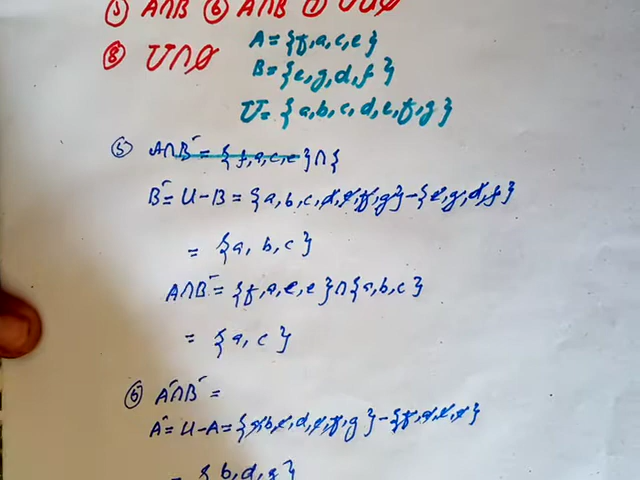 ⑤ A∩B ⑥ A∩B ⑦ U∪φ
⑧ U∩φ
A = {f,a,c,e}
B = {e,g,d,f}
U = {a,b,c,d,e,f,g}
⑤ A∩B' = {f,a,c,e}∩{
B' = U-B = {a,b,c,d,e,f,g}-{e,g,d,f}
= {a, b, c}
A∩B' = {f,a,c,e}∩{a,b,c}
= {a, c}
⑥ A'∩B' =
A' = U-A = {a,b,c,d,e,f,g}-{f,a,c,e}
= {b,d,g}